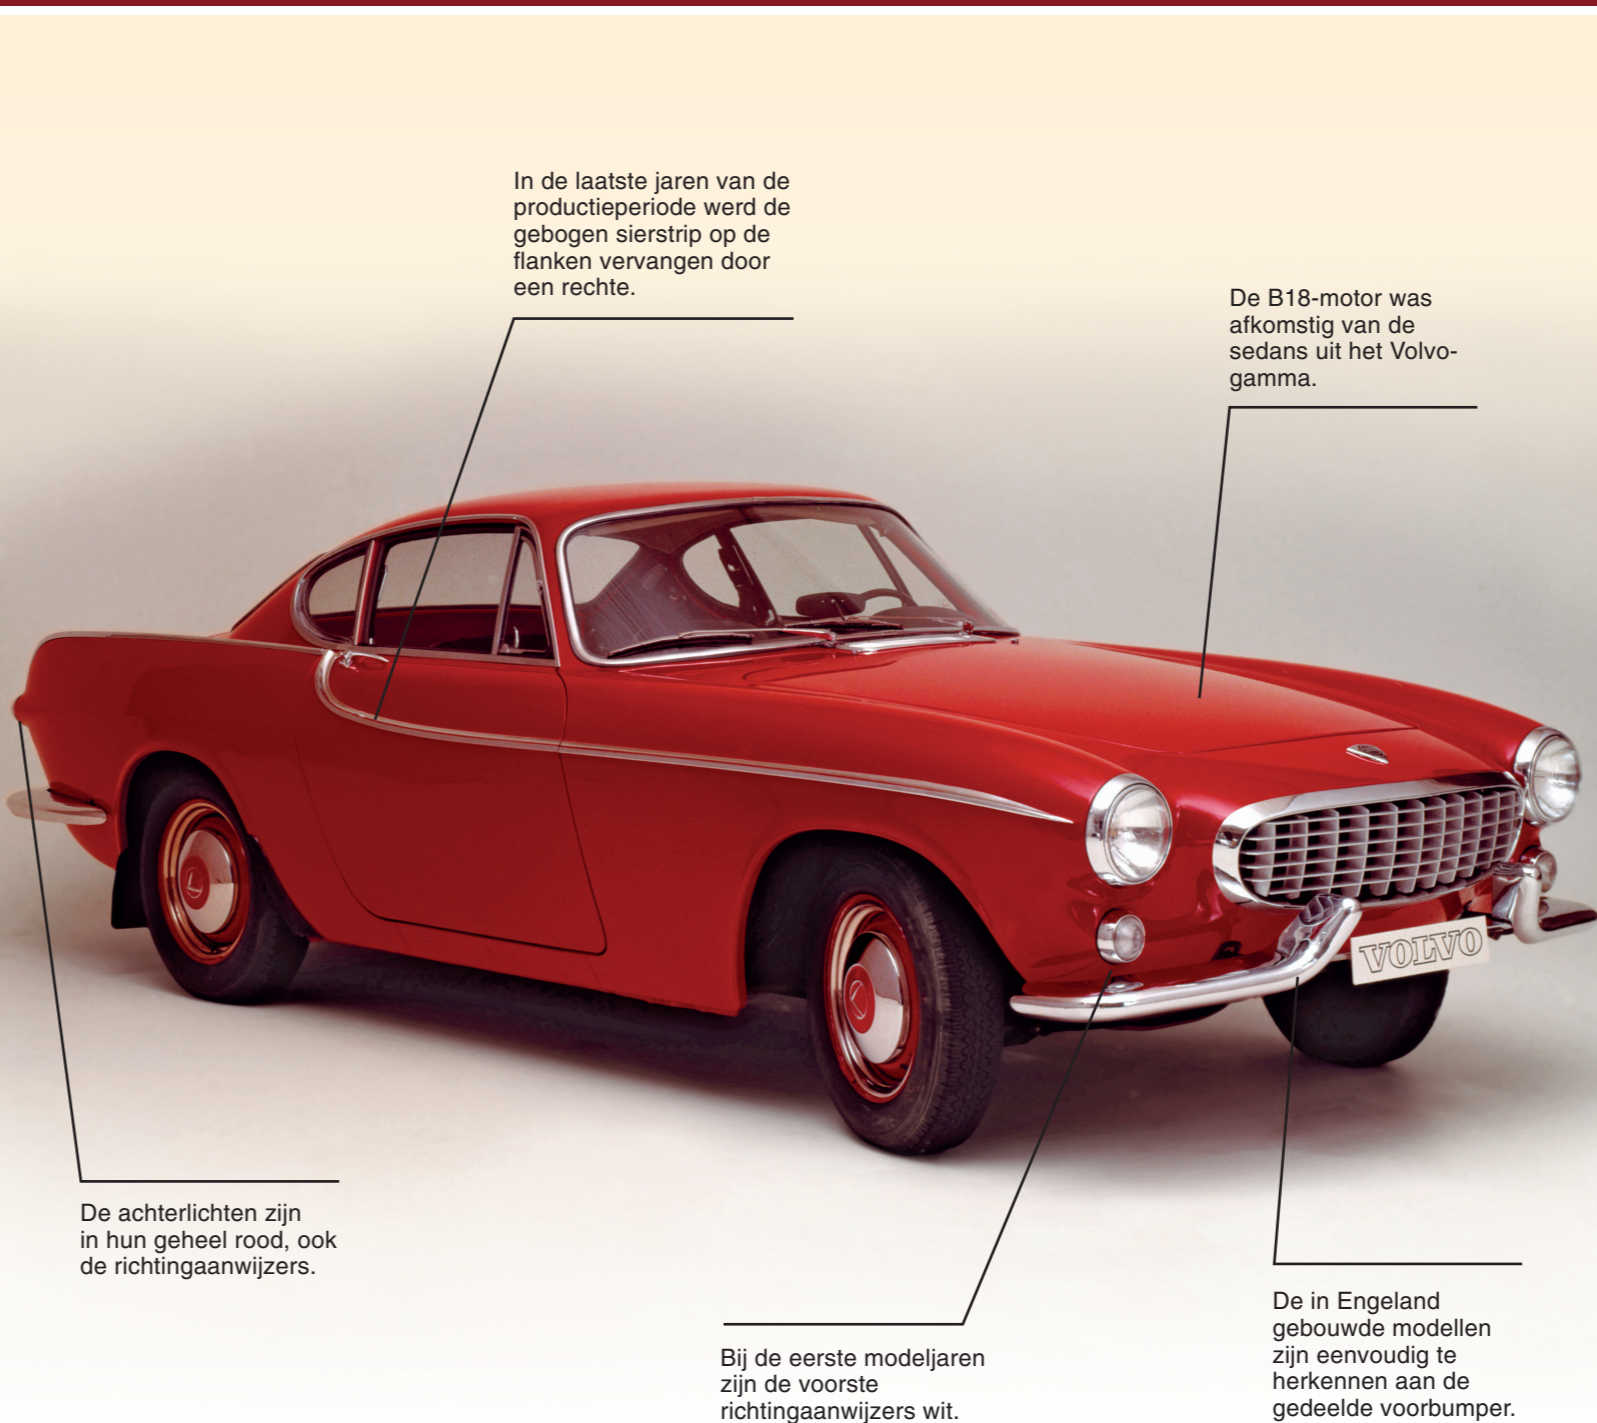 In de laatste jaren van de
productieperiode werd de
gebogen sierstrip op de
flanken vervangen door
een rechte.
De B18-motor was
afkomstig van de
sedans uit het Volvo-
gamma.
VOLVO
De achterlichten zijn
in hun geheel rood, ook
de richtingaanwijzers.
Bij de eerste modeljaren
zijn de voorste
richtingaanwijzers wit.
De in Engeland
gebouwde modellen
zijn eenvoudig te
herkennen aan de
gedeelde voorbumper.